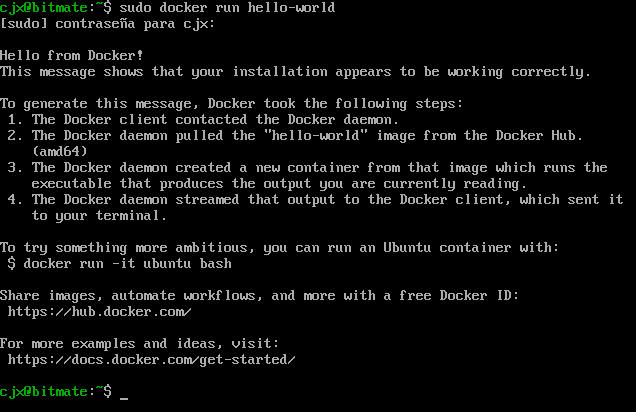 cjx@bitmate:~$ sudo docker run hello-world
[sudo] contraseña para cjx:
Hello from Docker!
This message shows that your installation appears to be working correctly.
To generate this message, Docker took the following steps:
1. The Docker client contacted the Docker daemon.
2. The Docker daemon pulled the "hello-world" image from the Docker Hub.
(amd64)
3. The Docker daemon created a new container from that image which runs the
executable that produces the output you are currently reading.
4. The Docker daemon streamed that output to the Docker client, which sent it
to your terminal.
To try something more ambitious, you can run an Ubuntu container with:
$ docker run -it ubuntu bash
Share images, automate workflows, and more with a free Docker ID:
https://hub.docker.com/
For more examples and ideas, visit:
https://docs.docker.com/get-started/
cjx@bitmate:~$ _